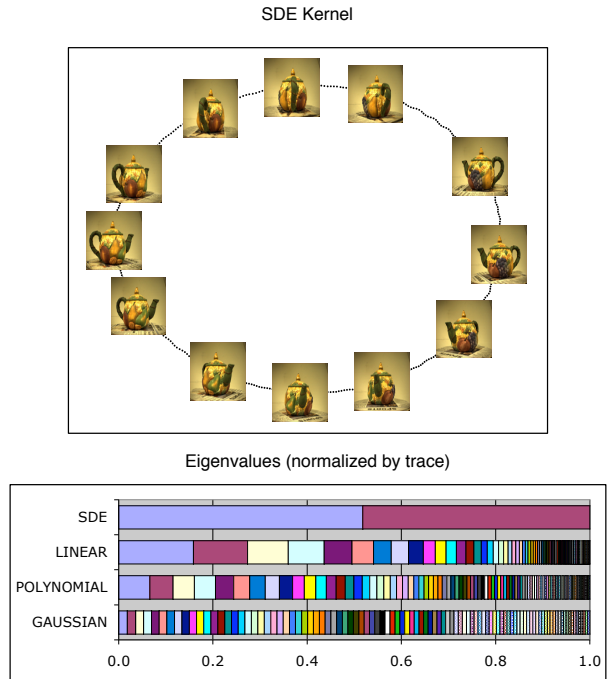 SDE Kernel
Eigenvalues (normalized by trace)
SDE
LINEAR
POLYNOMIAL
GAUSSIAN
0.0 0.2 0.4 0.6 0.8 1.0